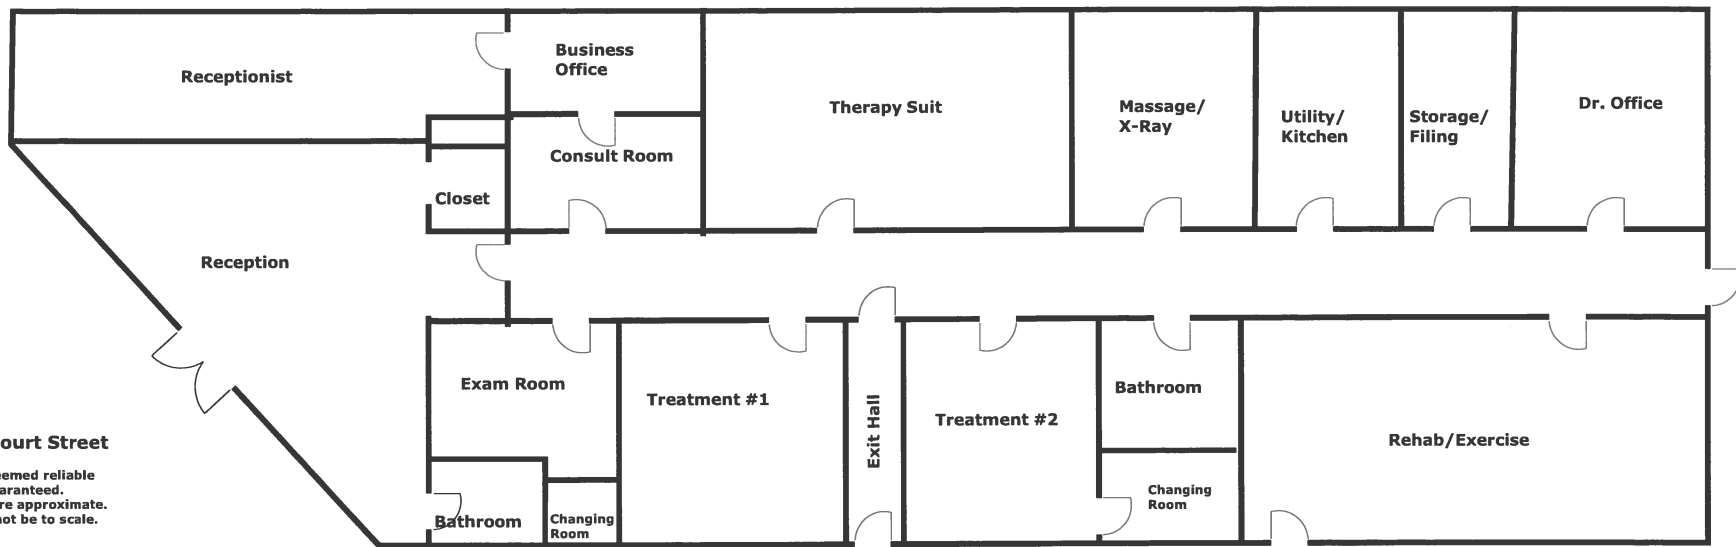 Receptionist
Business
Office
Therapy Suit
Massage/
X-Ray
Utility/
Kitchen
Storage/
Filing
Dr. Office
Consult Room
Closet
Reception
Exam Room
Treatment #1
Exit Hall
Treatment #2
Bathroom
Rehab/Exercise
Changing
Room
Bathroom
Changing
Room
ourt Street
emed reliable
aranteed.
re approximate.
not be to scale.